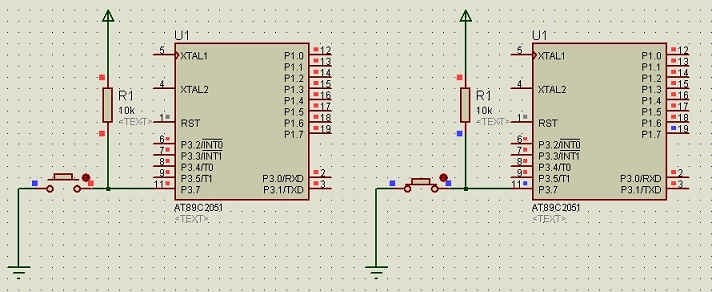 U1
5
XTAL1
P1.0
12
P1.1
13
P1.2
14
4
XTAL2
P1.3
15
P1.4
16
P1.5
17
R1
10k
<TEXT>
1
RST
P1.6
18
P1.7
19
6
P3.2/INT0
7
P3.3/INT1
8
P3.4/T0
9
P3.5/T1
P3.0/RXD
2
11
P3.7
P3.1/TXD
3
AT89C2051
<TEXT>
U1
5
XTAL1
P1.0
12
P1.1
13
P1.2
14
4
XTAL2
P1.3
15
P1.4
16
P1.5
17
R1
10k
<TEXT>
1
RST
P1.6
18
P1.7
19
6
P3.2/INT0
7
P3.3/INT1
8
P3.4/T0
9
P3.5/T1
P3.0/RXD
2
11
P3.7
P3.1/TXD
3
AT89C2051
<TEXT>